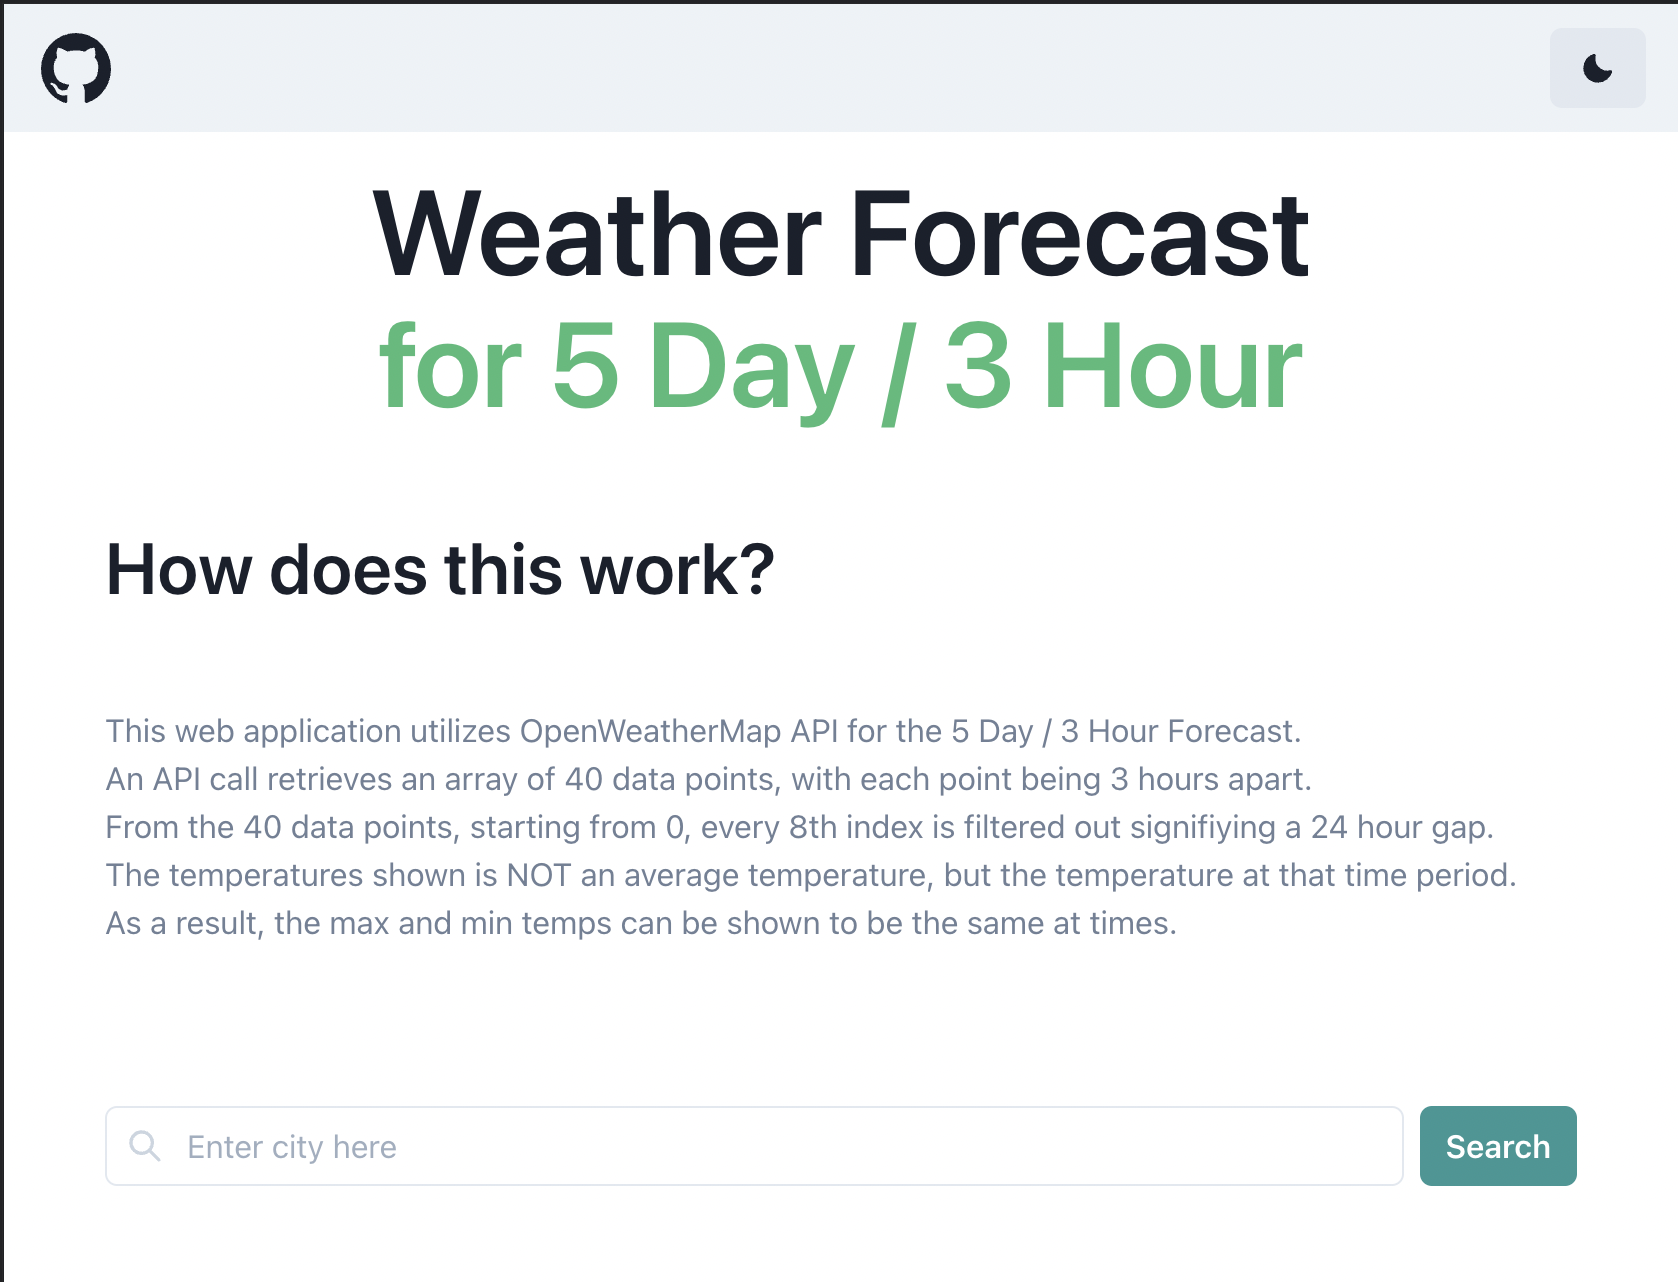 Weather Forecast
for 5 Day / 3 Hour
How does this work?
This web application utilizes OpenWeatherMap API for the 5 Day / 3 Hour Forecast.
An API call retrieves an array of 40 data points, with each point being 3 hours apart.
From the 40 data points, starting from 0, every 8th index is filtered out signifiying a 24 hour gap.
The temperatures shown is NOT an average temperature, but the temperature at that time period.
As a result, the max and min temps can be shown to be the same at times.
Enter city here
Search